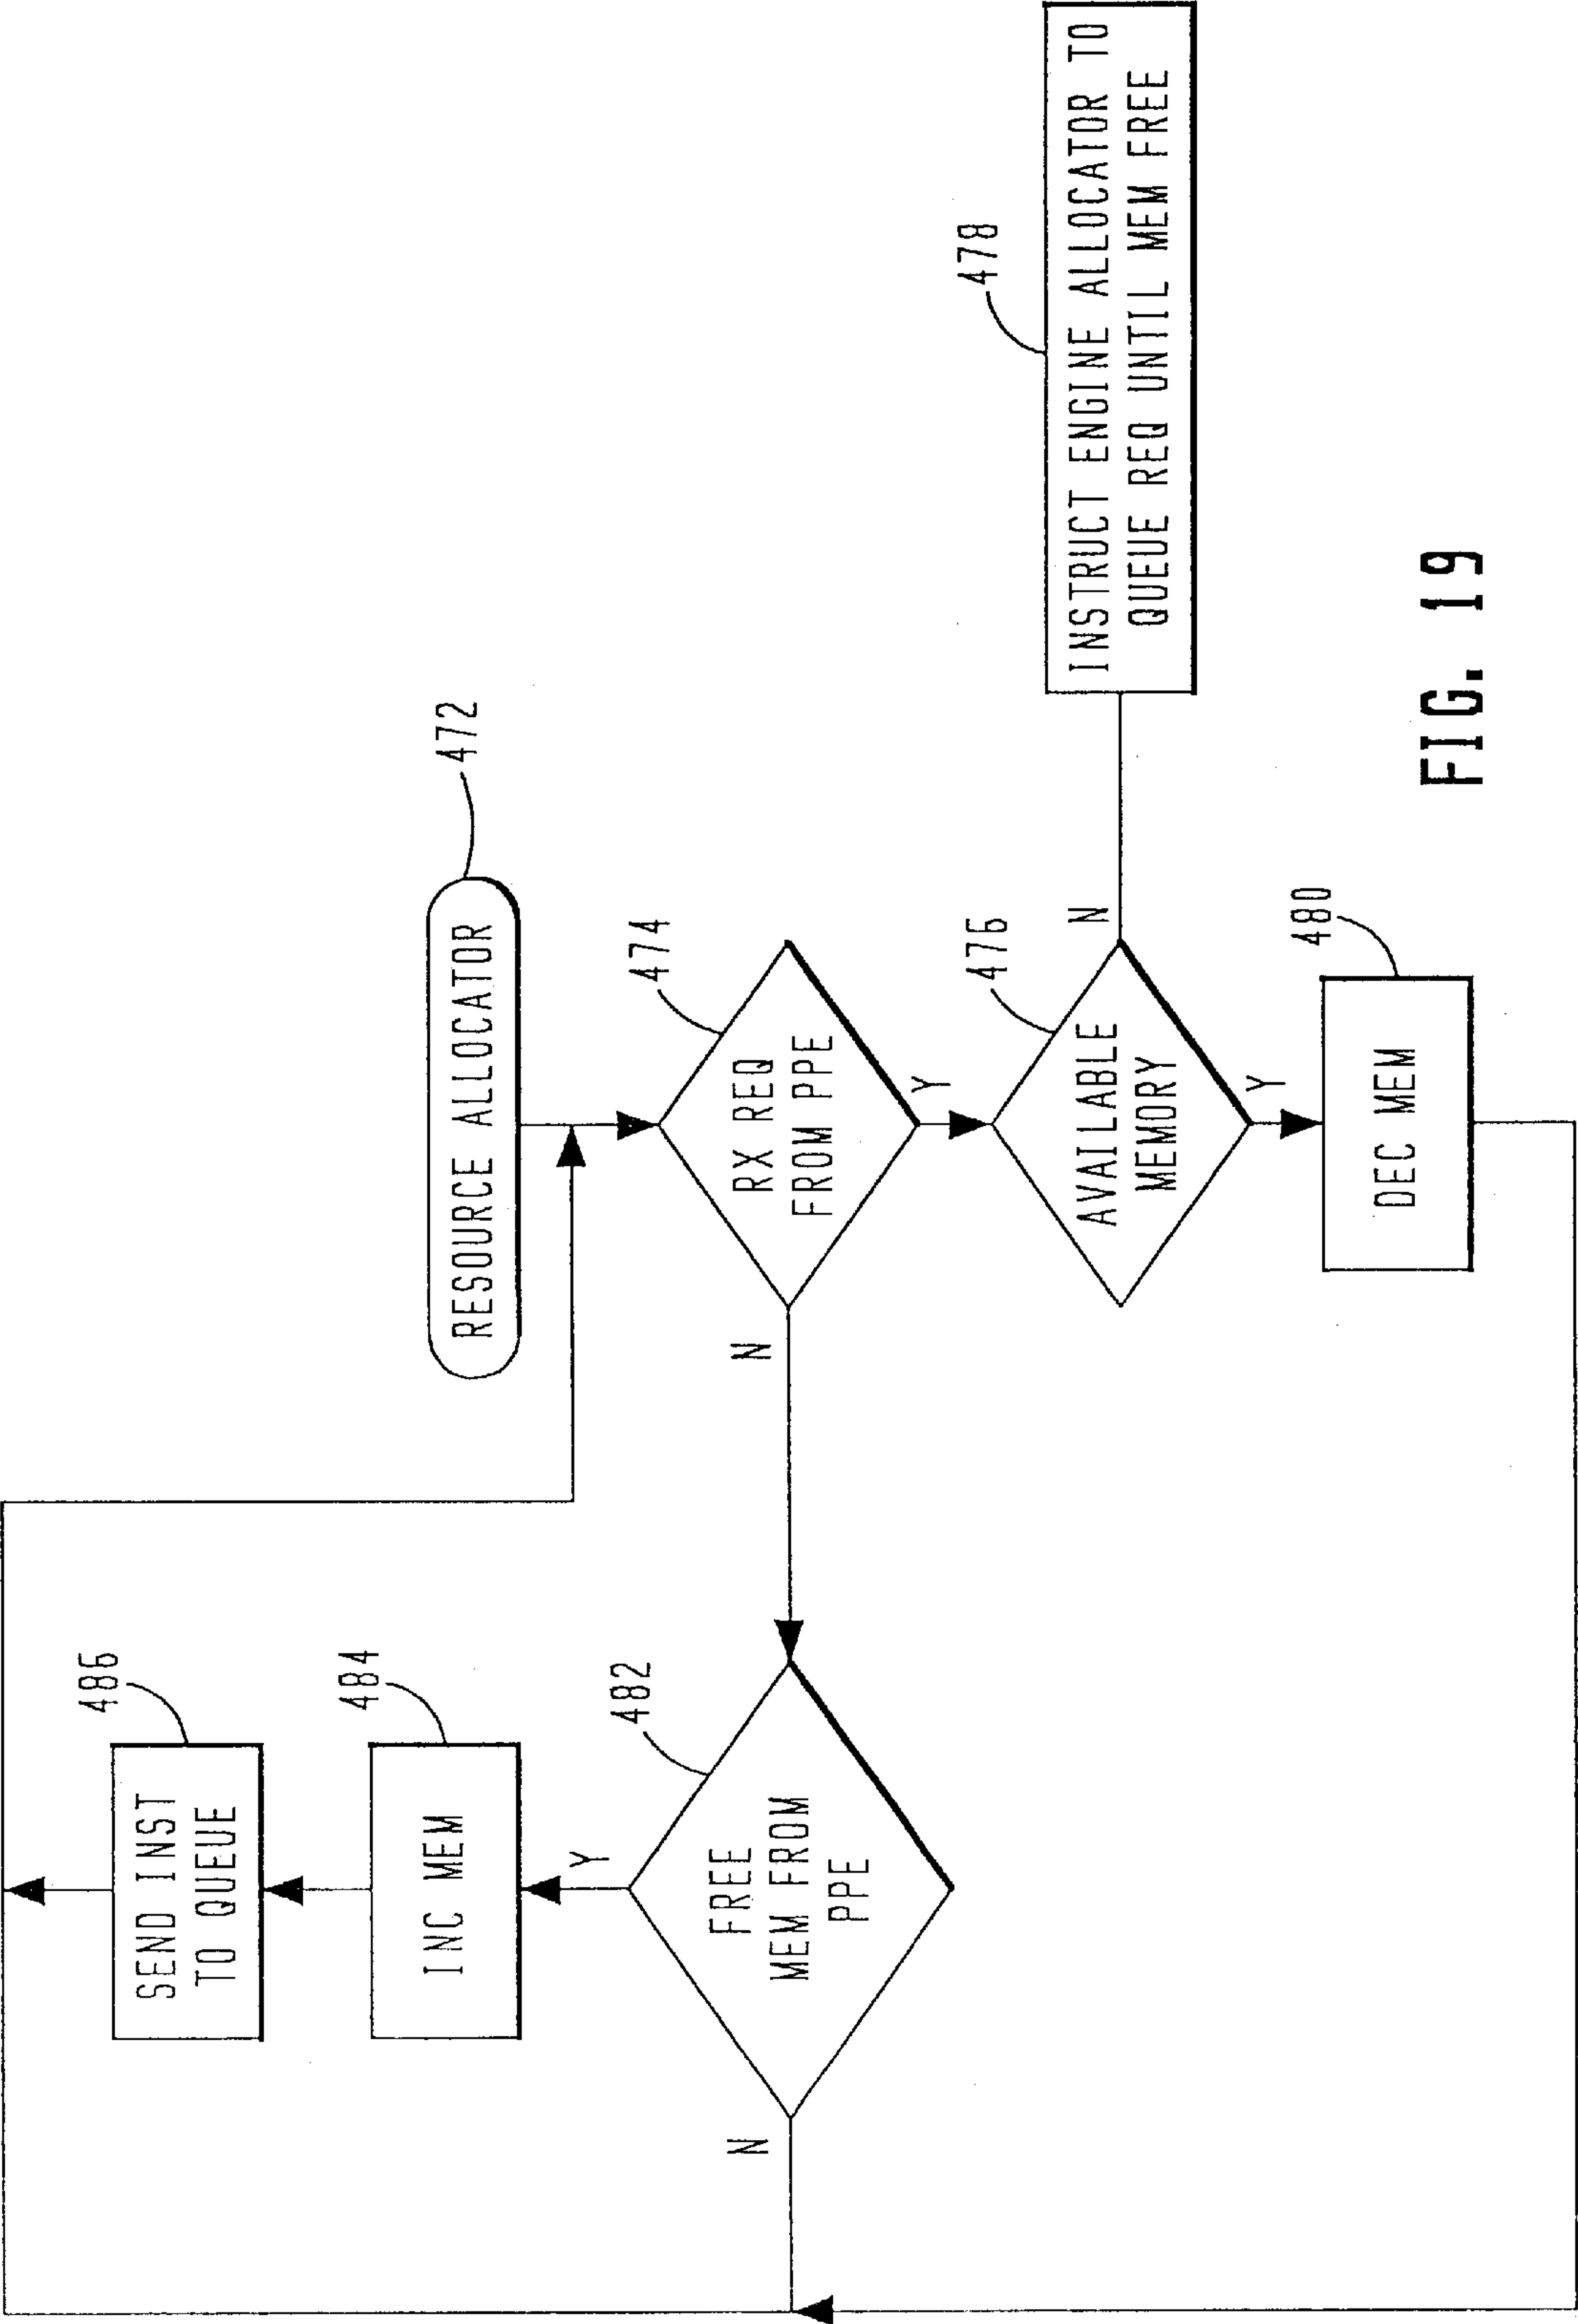 RESOURCE ALLOCATOR
472
486
SEND INST
TO QUEUE
484
INC MEM
Y
482
FREE
MEM FROM
PPE
N
N
474
RX REQ
FROM PPE
Y
476
AVAILABLE
MEMORY
N
478
INSTRUCT ENGINE ALLOCATOR TO
QUEUE REQ UNTIL MEM FREE
Y
480
DEC MEM
FIG. 19